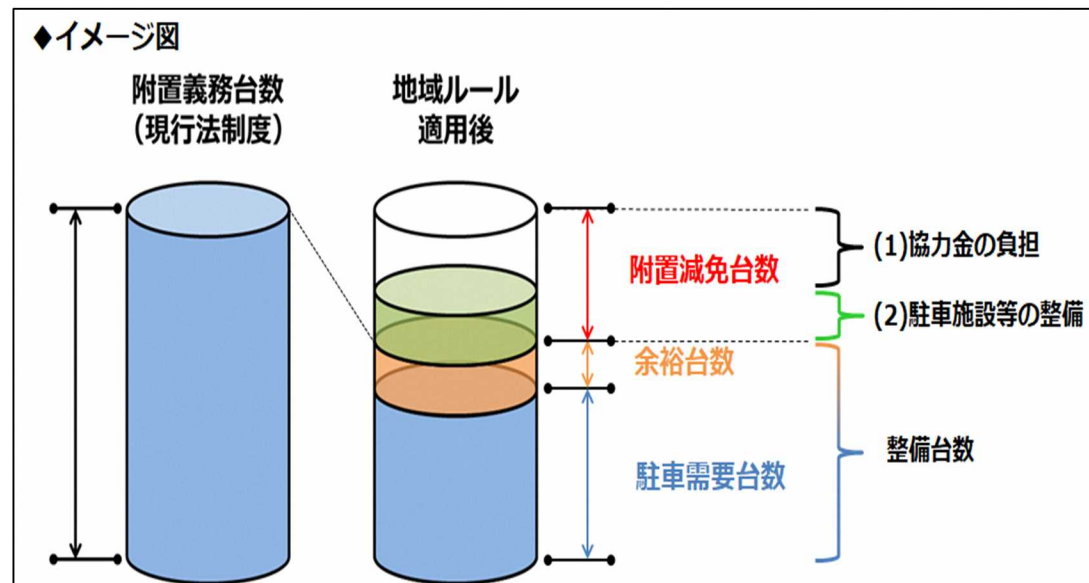 ◆イメージ図
附置義務台数
（現行法制度）
地域ルール
適用後
附置減免台数
余裕台数
駐車需要台数
(1)協力金の負担
(2)駐車施設等の整備
整備台数